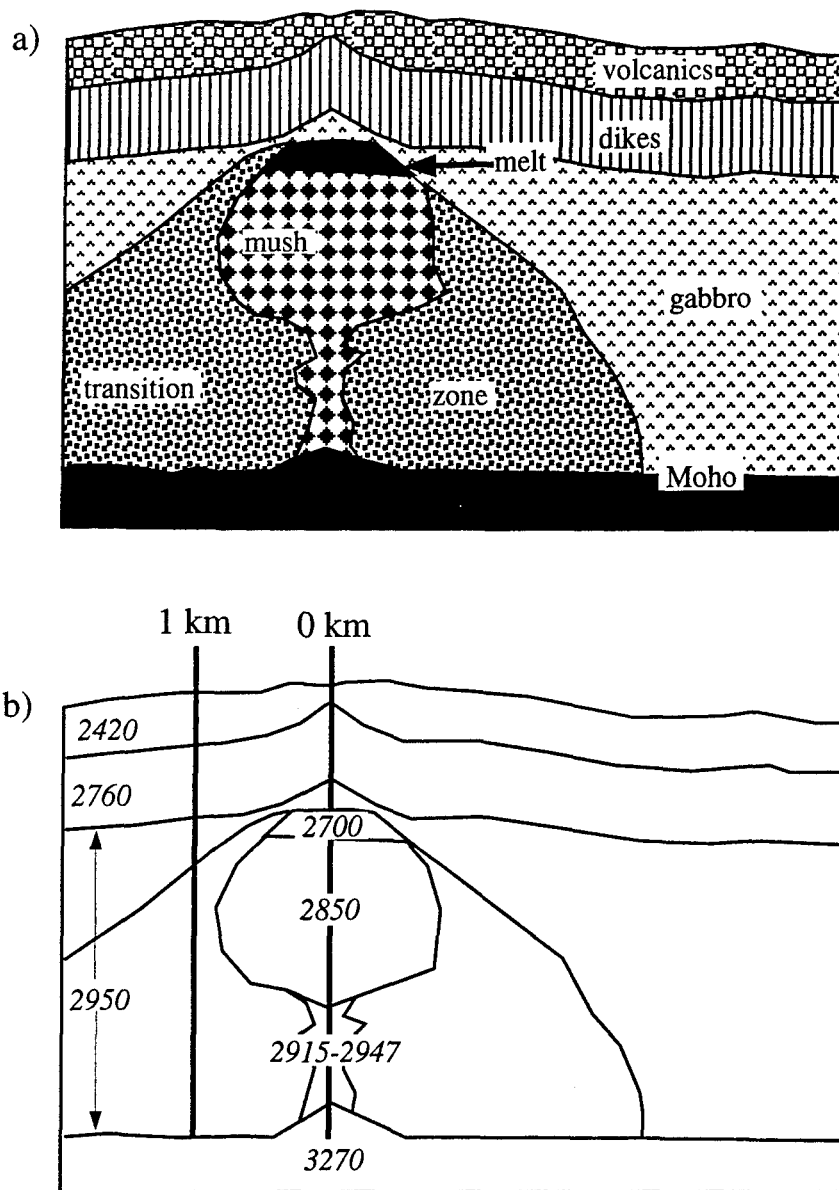 a)
volcanics
dikes
melt
mush
gabbro
transition
zone
Moho
1 km 0 km
b)
2420
2760
2700
2850
2950
2915-2947
3270